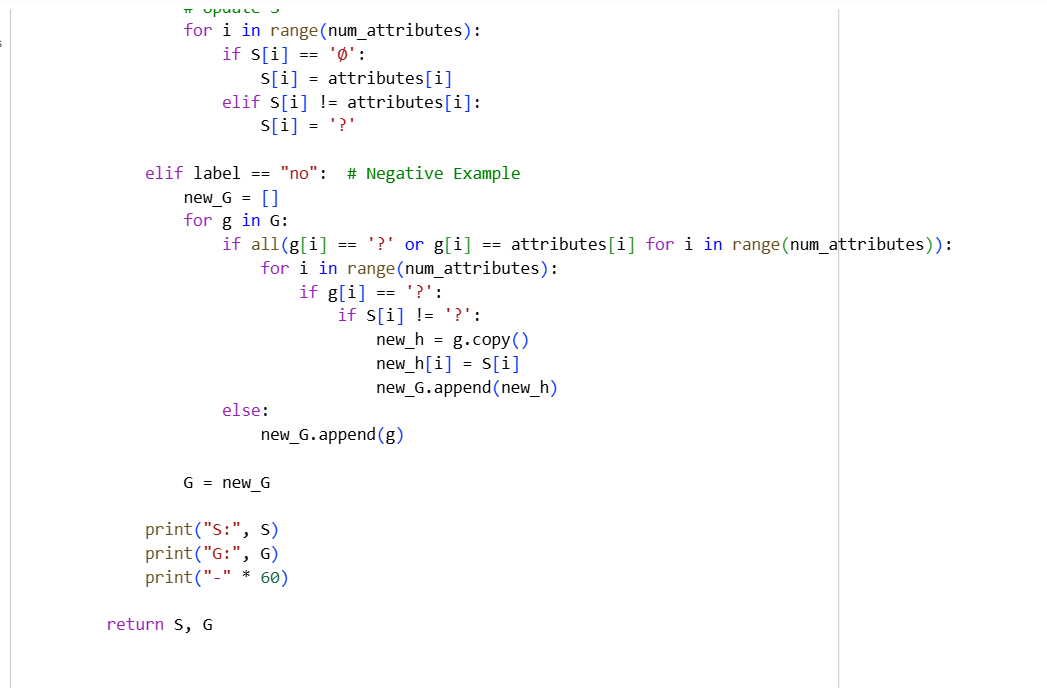 # Update S
for i in range(num_attributes):
if S[i] == 'Ø':
S[i] = attributes[i]
elif S[i] != attributes[i]:
S[i] = '?'
elif label == "no":  # Negative Example
new_G = []
for g in G:
if all(g[i] == '?' or g[i] == attributes[i] for i in range(num_attributes)):
for i in range(num_attributes):
if g[i] == '?':
if S[i] != '?':
new_h = g.copy()
new_h[i] = S[i]
new_G.append(new_h)
else:
new_G.append(g)
G = new_G
print("S:", S)
print("G:", G)
print("-" * 60)
return S, G